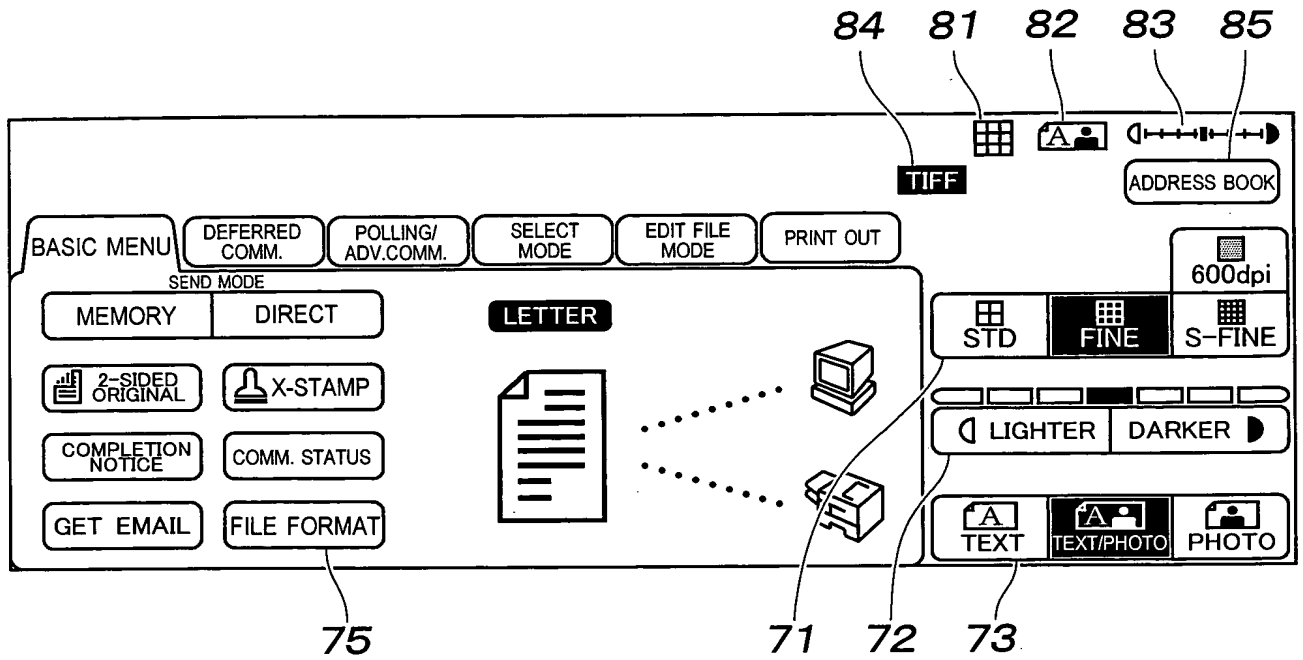 84 81 82 83 85
A
TIFF
ADDRESS BOOK
BASIC MENU
DEFERRED
COMM.
POLLING/
ADV.COMM.
SELECT
MODE
EDIT FILE
MODE
PRINT OUT
600dpi
SEND MODE
MEMORY DIRECT
LETTER
STD FINE S-FINE
2-SIDED
ORIGINAL
X-STAMP
LIGHTER DARKER
COMPLETION
NOTICE
COMM. STATUS
GET EMAIL FILE FORMAT
A A
TEXT TEXT/PHOTO PHOTO
75 71 72 73